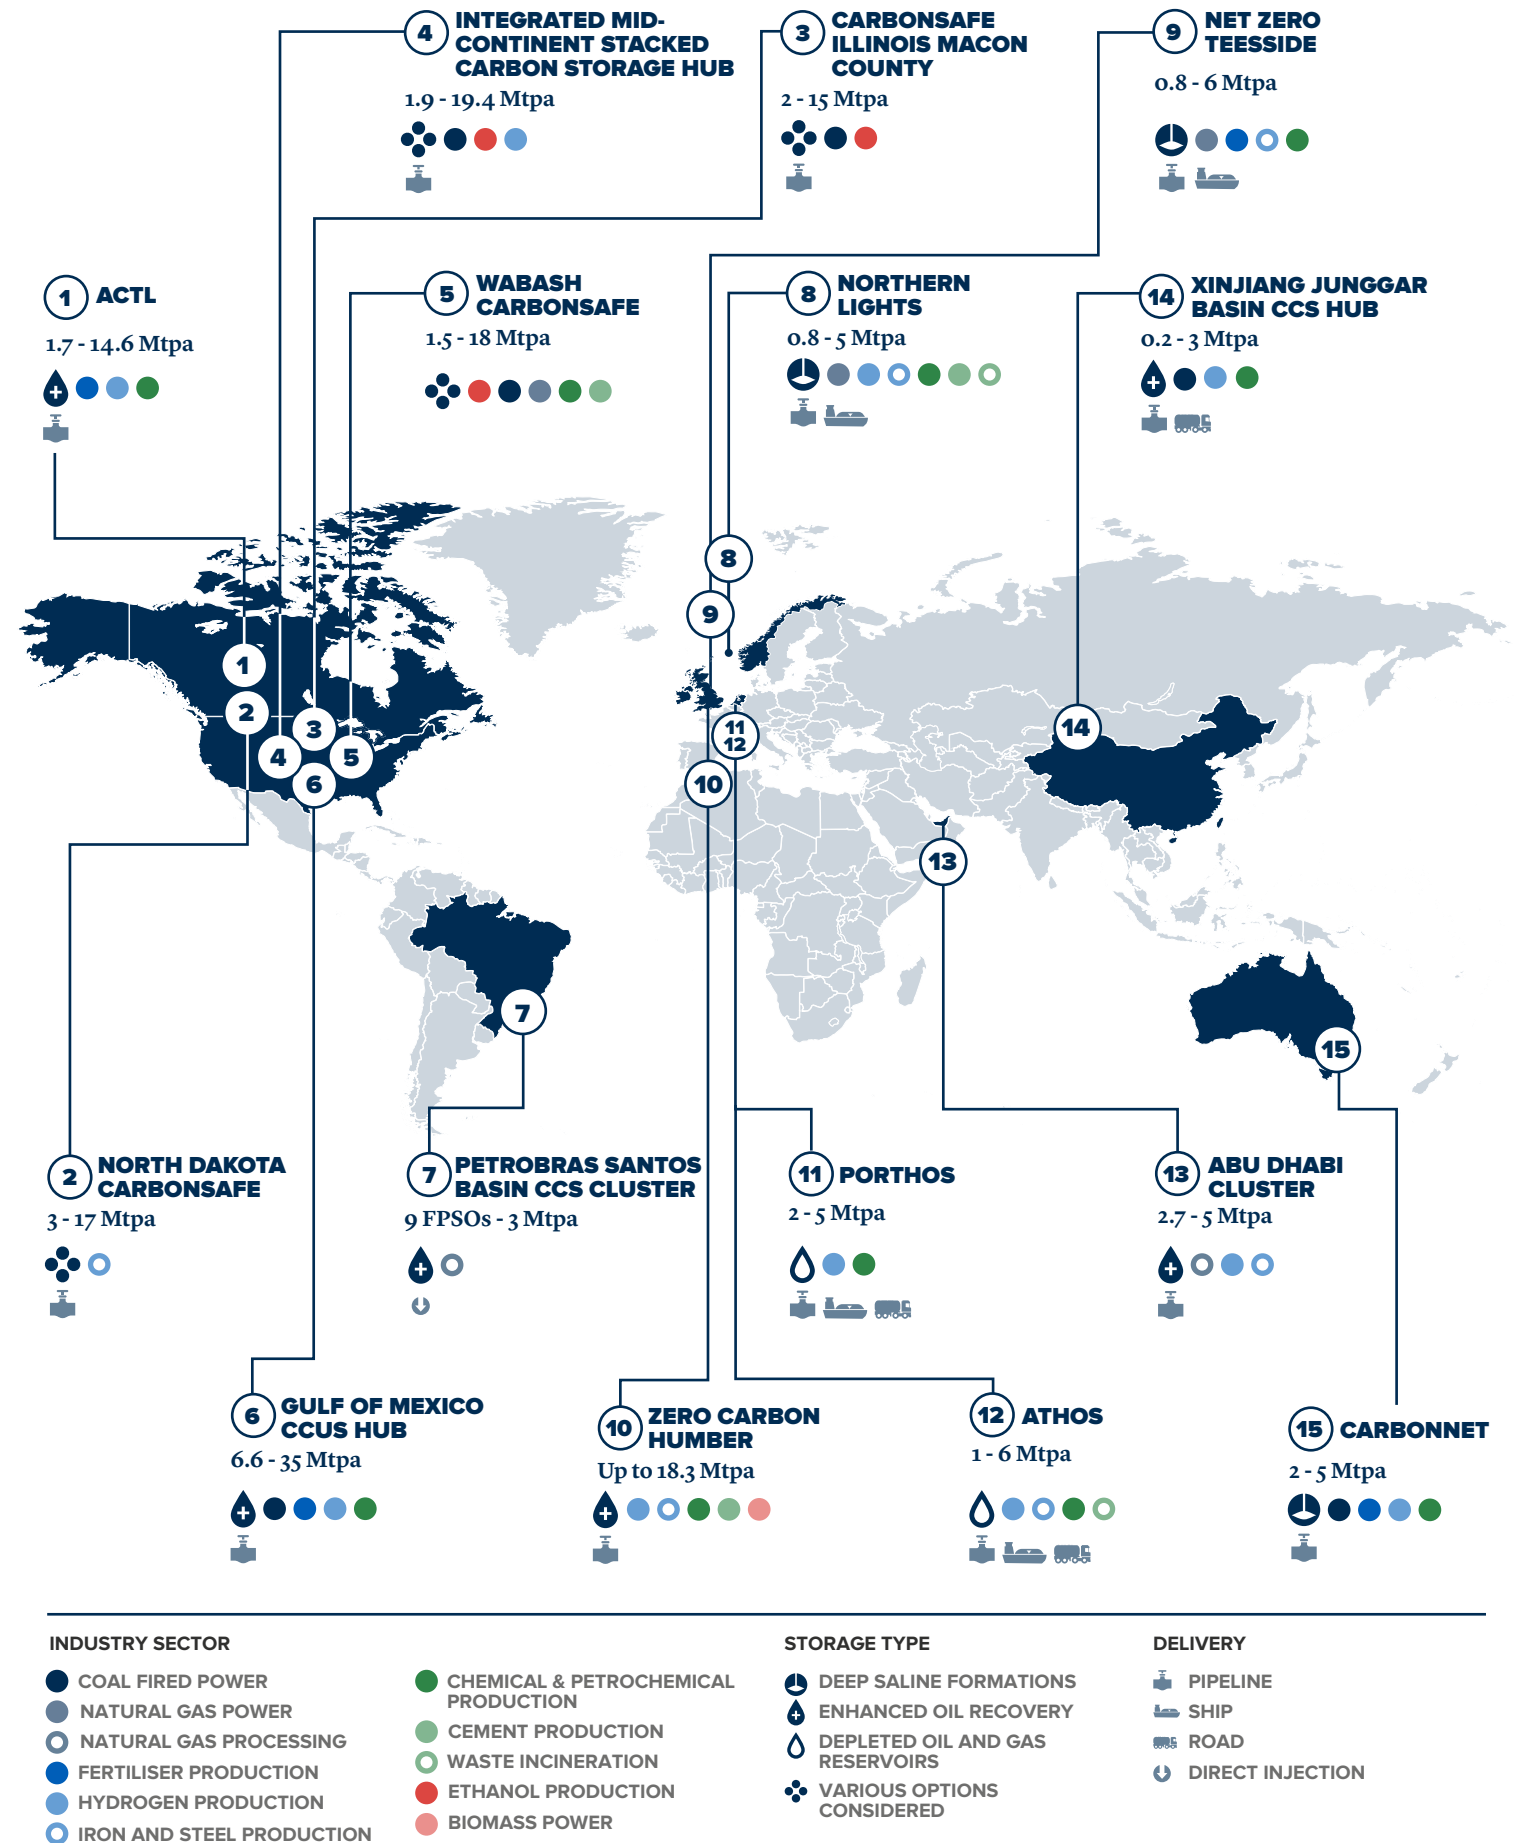 4
INTEGRATED MID-
CONTINENT STACKED
CARBON STORAGE HUB
1.9 - 19.4 Mtpa
3
CARBONSAFE
ILLINOIS MACON
COUNTY
2 - 15 Mtpa
9
NET ZERO
TEESSIDE
0.8 - 6 Mtpa
1
ACTL
1.7 - 14.6 Mtpa
5
WABASH
CARBONSAFE
1.5 - 18 Mtpa
8
NORTHERN
LIGHTS
0.8 - 5 Mtpa
14
XINJIANG JUNGGAR
BASIN CCS HUB
0.2 - 3 Mtpa
8
9
1
2
3
4
5
6
11
12
10
14
13
7
15
2
NORTH DAKOTA
CARBONSAFE
3 - 17 Mtpa
7
PETROBRAS SANTOS
BASIN CCS CLUSTER
9 FPSOs - 3 Mtpa
11
PORTHOS
2 - 5 Mtpa
13
ABU DHABI
CLUSTER
2.7 - 5 Mtpa
6
GULF OF MEXICO
CCUS HUB
6.6 - 35 Mtpa
10
ZERO CARBON
HUMBER
Up to 18.3 Mtpa
12
ATHOS
1 - 6 Mtpa
15
CARBONNET
2 - 5 Mtpa
INDUSTRY SECTOR
COAL FIRED POWER
NATURAL GAS POWER
NATURAL GAS PROCESSING
FERTILISER PRODUCTION
HYDROGEN PRODUCTION
IRON AND STEEL PRODUCTION
CHEMICAL & PETROCHEMICAL
PRODUCTION
CEMENT PRODUCTION
WASTE INCINERATION
ETHANOL PRODUCTION
BIOMASS POWER
STORAGE TYPE
DEEP SALINE FORMATIONS
ENHANCED OIL RECOVERY
DEPLETED OIL AND GAS
RESERVOIRS
VARIOUS OPTIONS
CONSIDERED
DELIVERY
PIPELINE
SHIP
ROAD
DIRECT INJECTION